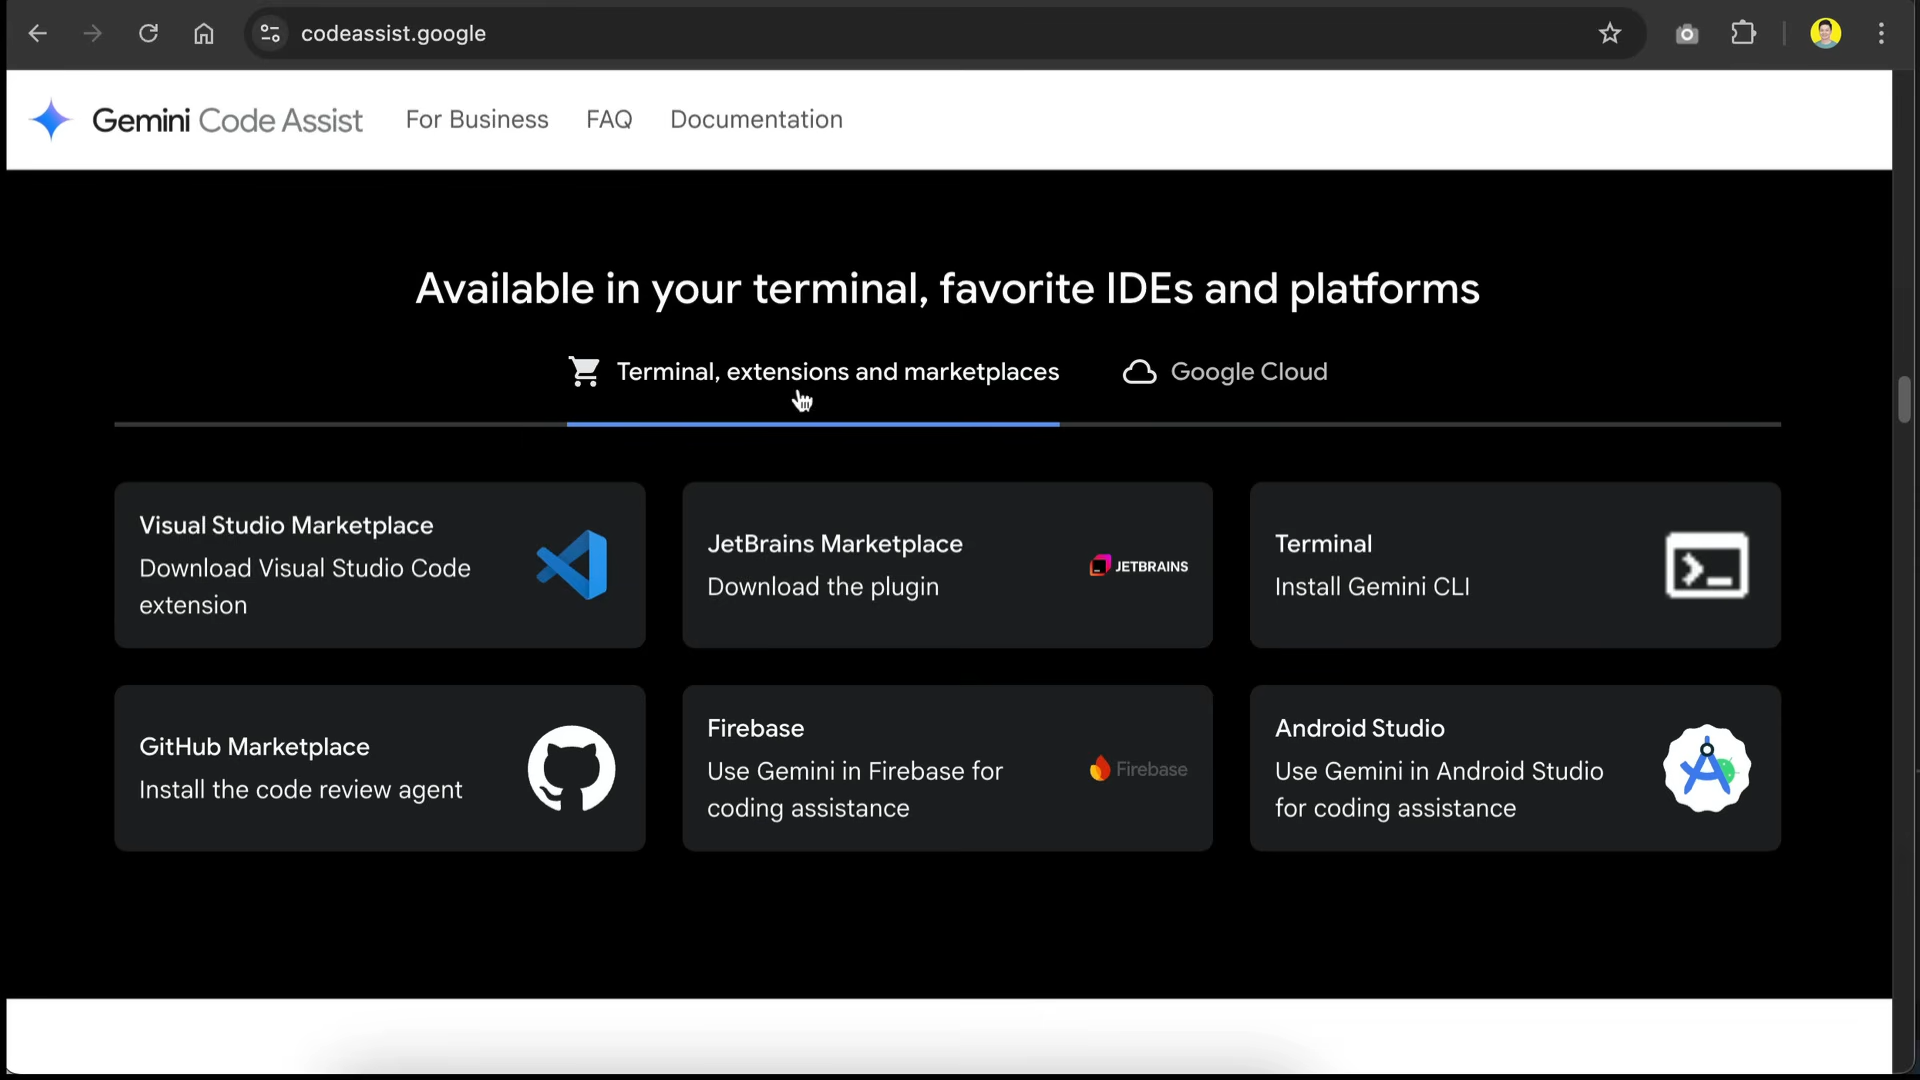 codeassist.google
Gemini Code Assist
For Business
FAQ
Documentation
Available in your terminal, favorite IDEs and platforms
Terminal, extensions and marketplaces
Google Cloud
Visual Studio Marketplace
Download Visual Studio Code
extension
JetBrains Marketplace
Download the plugin
JETBRAINS
Terminal
Install Gemini CLI
GitHub Marketplace
Install the code review agent
Firebase
Use Gemini in Firebase for
coding assistance
Firebase
Android Studio
Use Gemini in Android Studio
for coding assistance